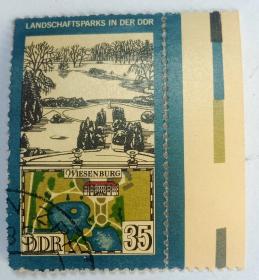 LANDSCHAFTSPARKS IN DER DDR
WIESENBURG
DDR 35